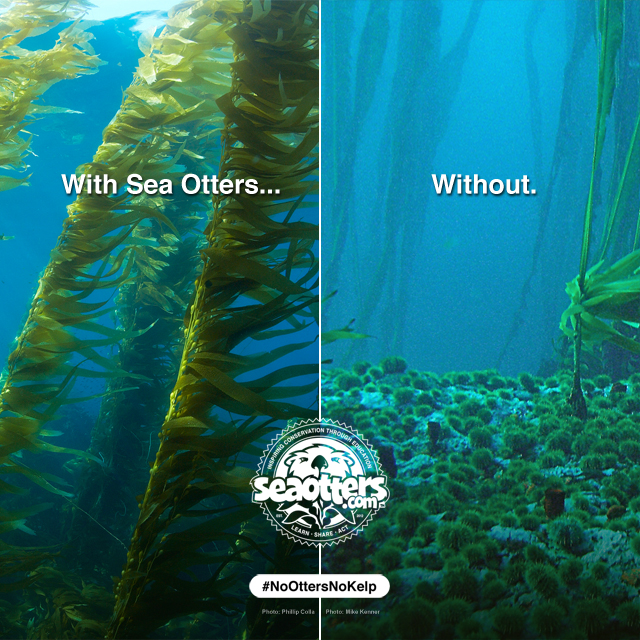 With Sea Otters...
Without.
INSPIRING CONSERVATION THROUGH EDUCATION
seaotters
.com
LEARN · SHARE · ACT
#NoOttersNoKelp
Photo: Phillip Colla
Photo: Mike Kenner